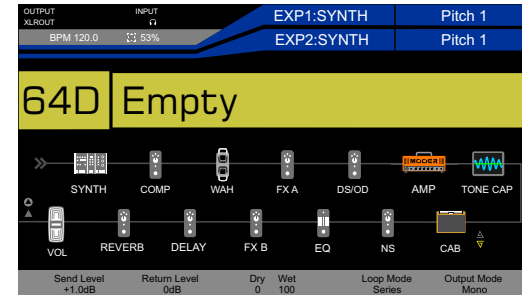 OUTPUT INPUT EXP1:SYNTH Pitch 1
XLROUT
BPM 120.0 53% EXP2:SYNTH Pitch 1
64D Empty
MOOER
SYNTH COMP WAH FX A DS/OD AMP TONE CAP
VOL REVERB DELAY FX B EQ NS CAB
Send Level Return Level Dry Wet Loop Mode Output Mode
+1.0dB 0dB 0 100 Series Mono